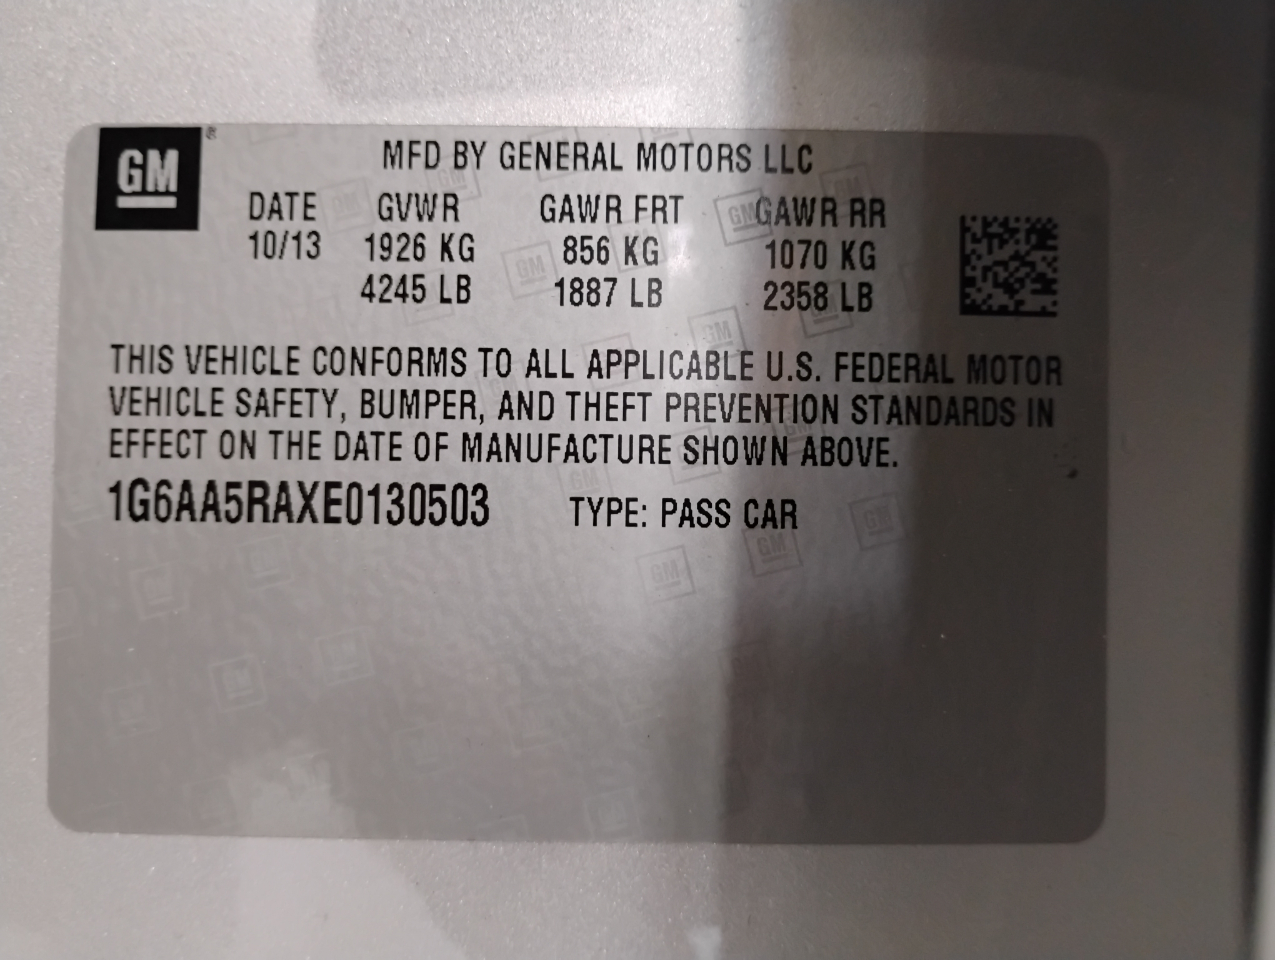 GM
MFD BY GENERAL MOTORS LLC
DATE GVWR GAWR FRT GAWR RR
10/13 1926 KG 856 KG 1070 KG
4245 LB 1887 LB 2358 LB
THIS VEHICLE CONFORMS TO ALL APPLICABLE U.S. FEDERAL MOTOR
VEHICLE SAFETY, BUMPER, AND THEFT PREVENTION STANDARDS IN
EFFECT ON THE DATE OF MANUFACTURE SHOWN ABOVE.
1G6AA5RAXE0130503 TYPE: PASS CAR